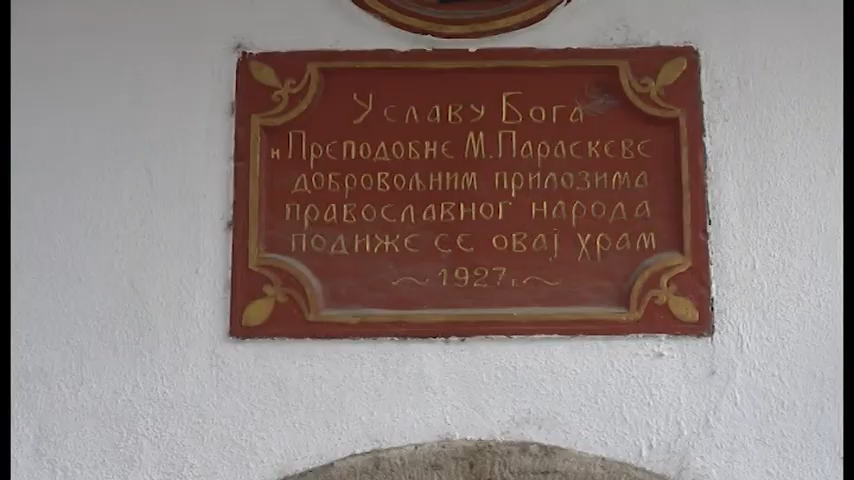 У славу Бога
и Преподобне М. Параскеве
добровољним прилозима
православног народа
подиже се овај храм
~ 1927 г. ~